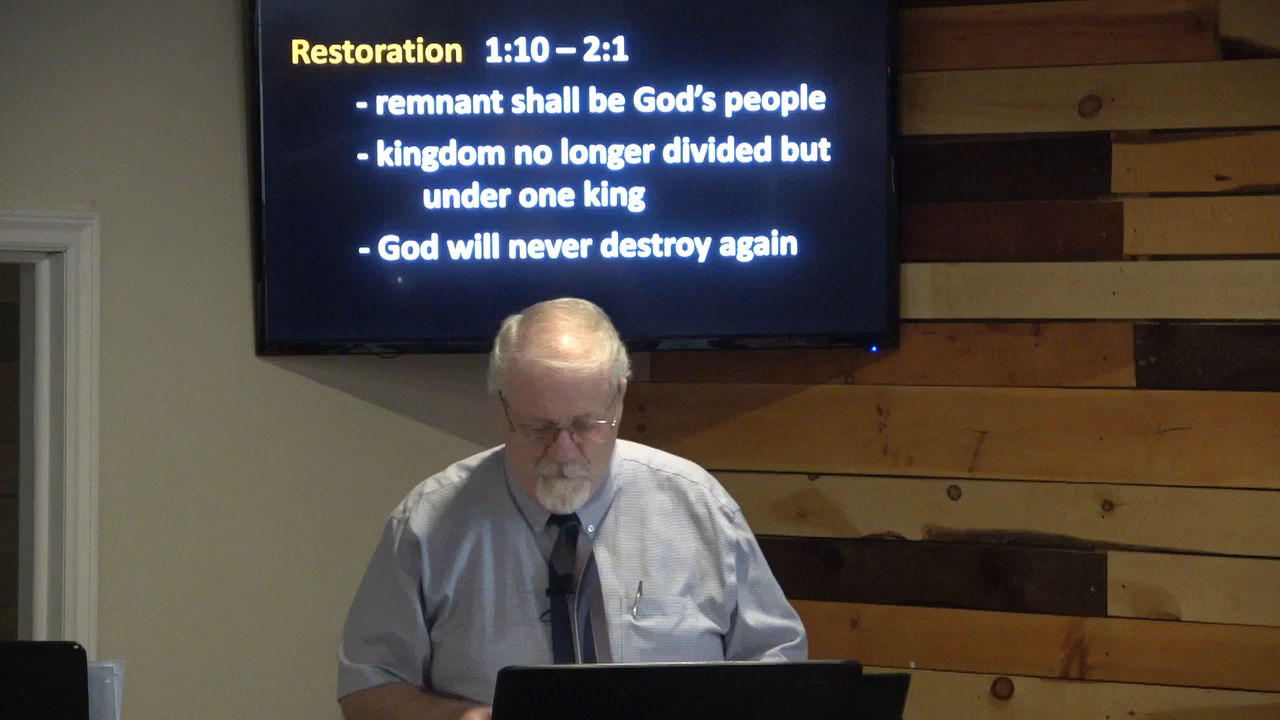 Restoration 1:10 – 2:1
- remnant shall be God's people
- kingdom no longer divided but
under one king
- God will never destroy again